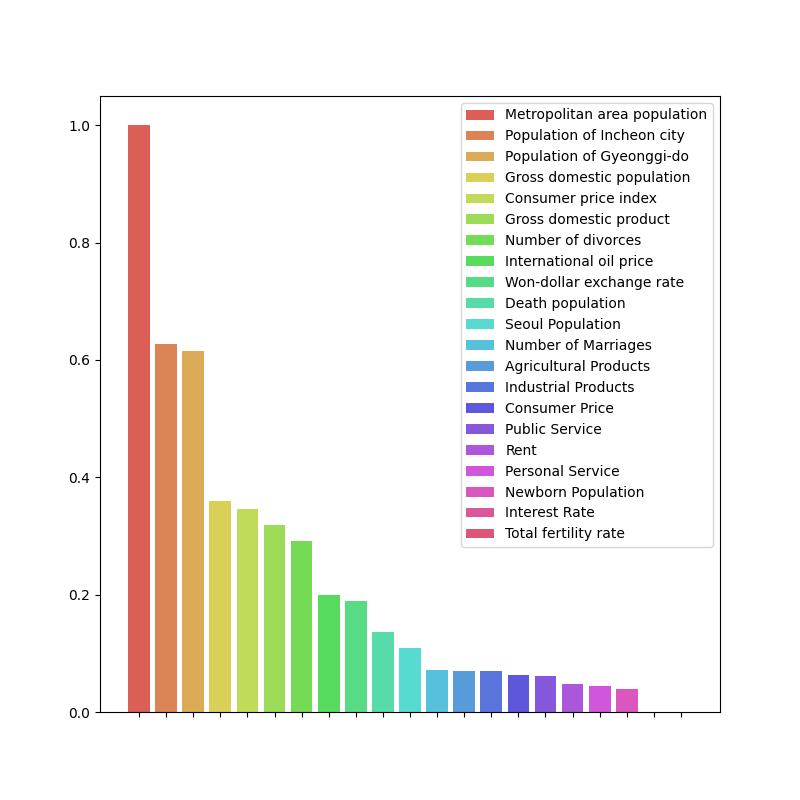 1.0
0.8
0.6
0.4
0.2
0.0
Metropolitan area population
Population of Incheon city
Population of Gyeonggi-do
Gross domestic population
Consumer price index
Gross domestic product
Number of divorces
International oil price
Won-dollar exchange rate
Death population
Seoul Population
Number of Marriages
Agricultural Products
Industrial Products
Consumer Price
Public Service
Rent
Personal Service
Newborn Population
Interest Rate
Total fertility rate